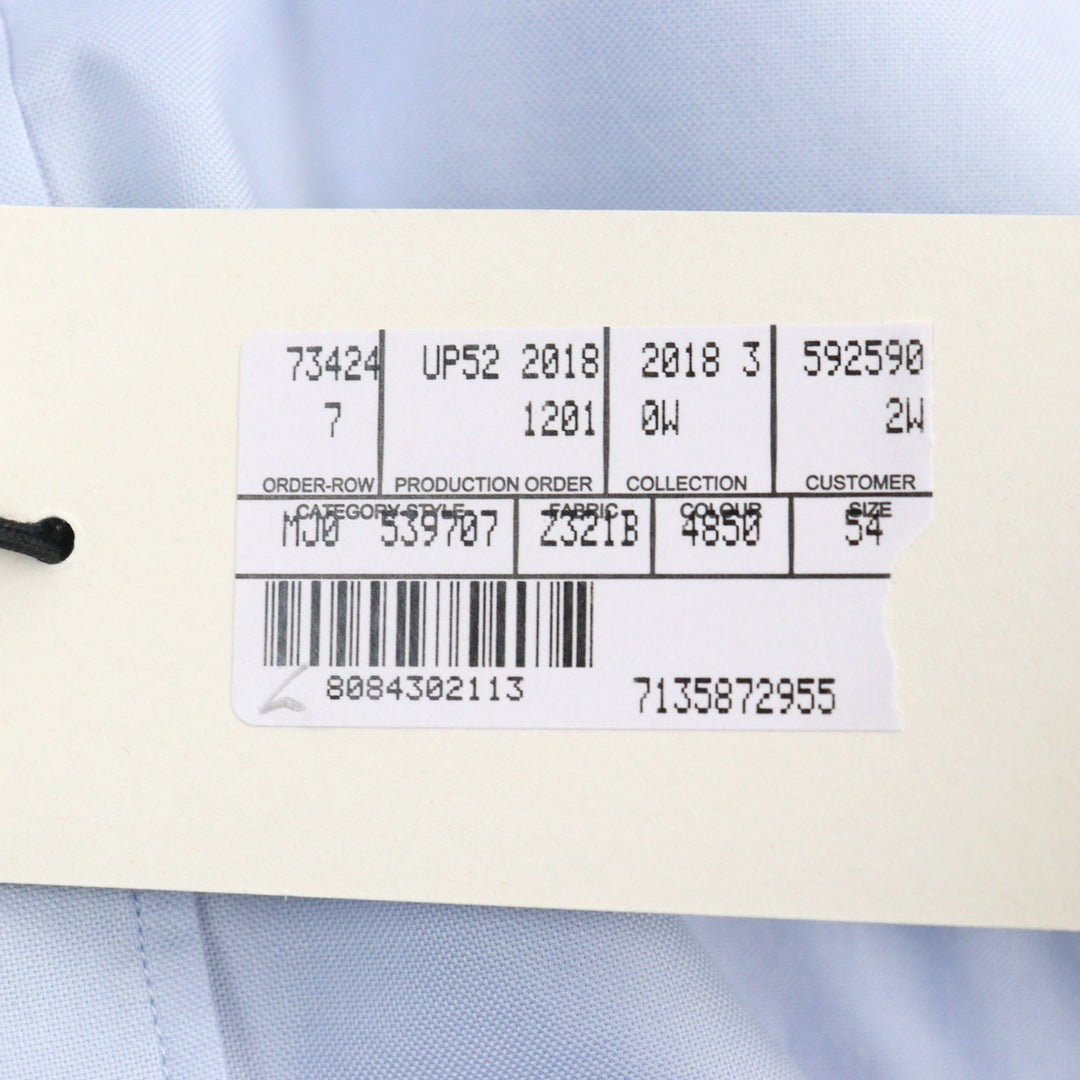 73424 UP52 2018 2018 3 592590
7 1201 0W 2W
ORDER-ROW PRODUCTION ORDER COLLECTION CUSTOMER
CATEGORY-STYLE FABRIC COLOUR SIZE
MJ0 539707 Z321B 4850 54
8084302113 7135872955